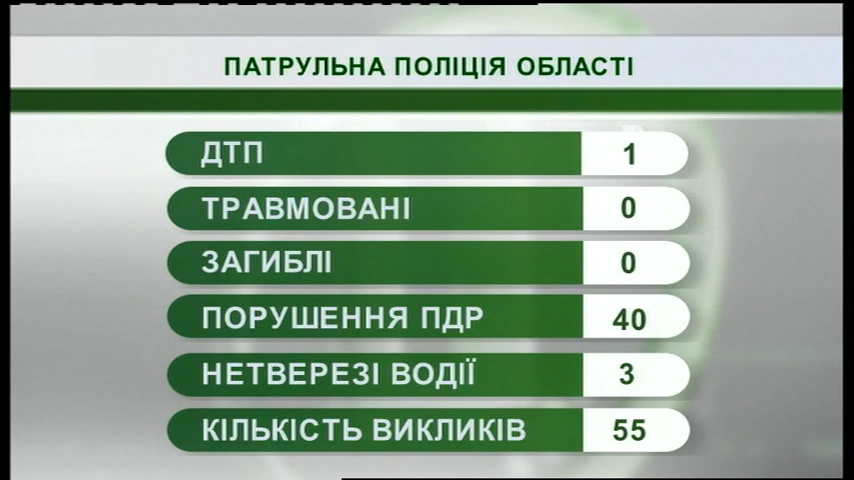 ПАТРУЛЬНА ПОЛІЦІЯ ОБЛАСТІ
ДТП 1
ТРАВМОВАНІ 0
ЗАГИБЛІ 0
ПОРУШЕННЯ ПДР 40
НЕТВЕРЕЗІ ВОДІЇ 3
КІЛЬКІСТЬ ВИКЛИКІВ 55